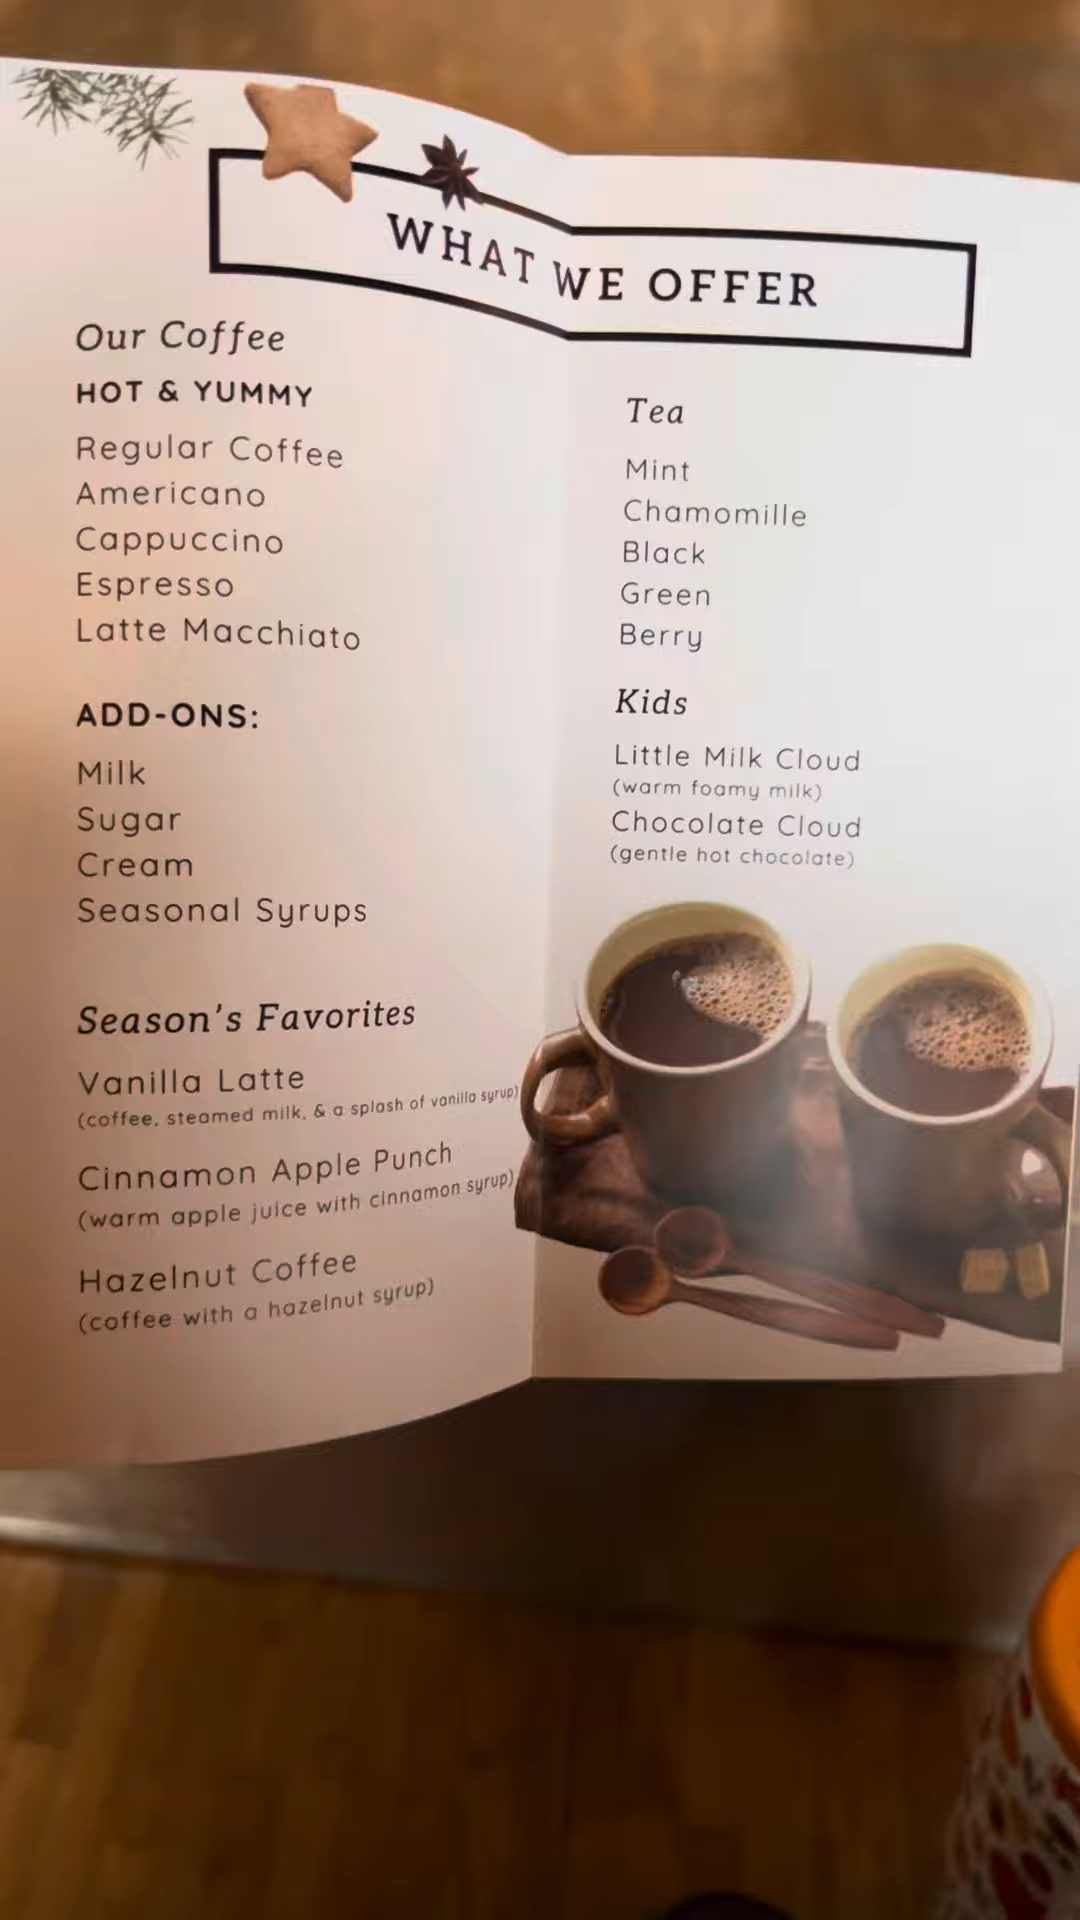 WHAT WE OFFER
Our Coffee
HOT & YUMMY
Regular Coffee
Americano
Cappuccino
Espresso
Latte Macchiato
ADD-ONS:
Milk
Sugar
Cream
Seasonal Syrups
Season's Favorites
Vanilla Latte
(coffee, steamed milk, & a splash of vanilla syrup)
Cinnamon Apple Punch
(warm apple juice with cinnamon syrup)
Hazelnut Coffee
(coffee with a hazelnut syrup)
Tea
Mint
Chamomille
Black
Green
Berry
Kids
Little Milk Cloud
(warm foamy milk)
Chocolate Cloud
(gentle hot chocolate)